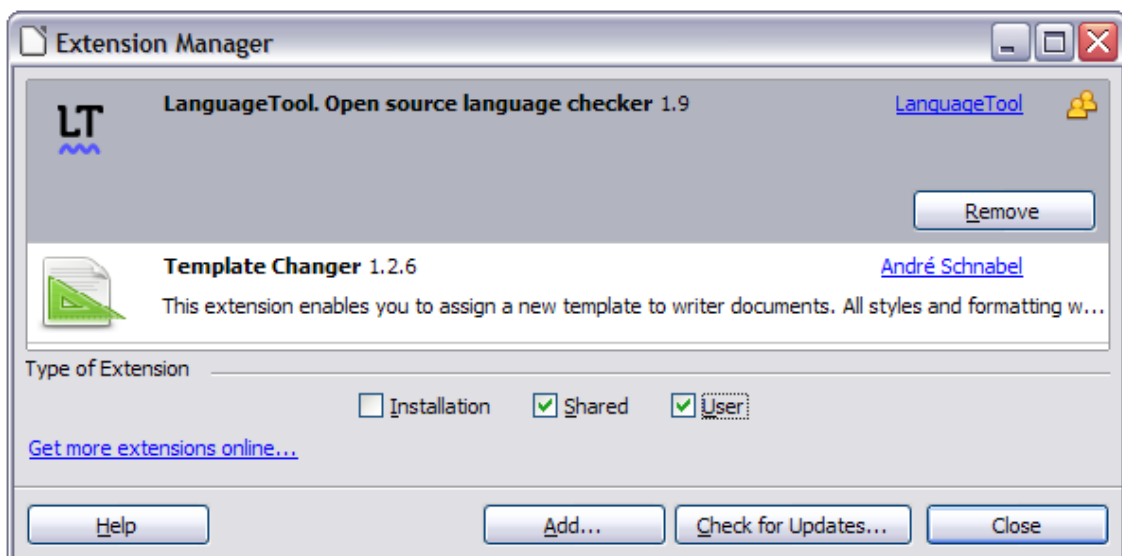 Extension Manager
LT
LanguageTool. Open source language checker 1.9 LanguageTool
Remove
Template Changer 1.2.6 André Schnabel
This extension enables you to assign a new template to writer documents. All styles and formatting w...
Type of Extension
Installation Shared User
Get more extensions online...
Help Add... Check for Updates... Close